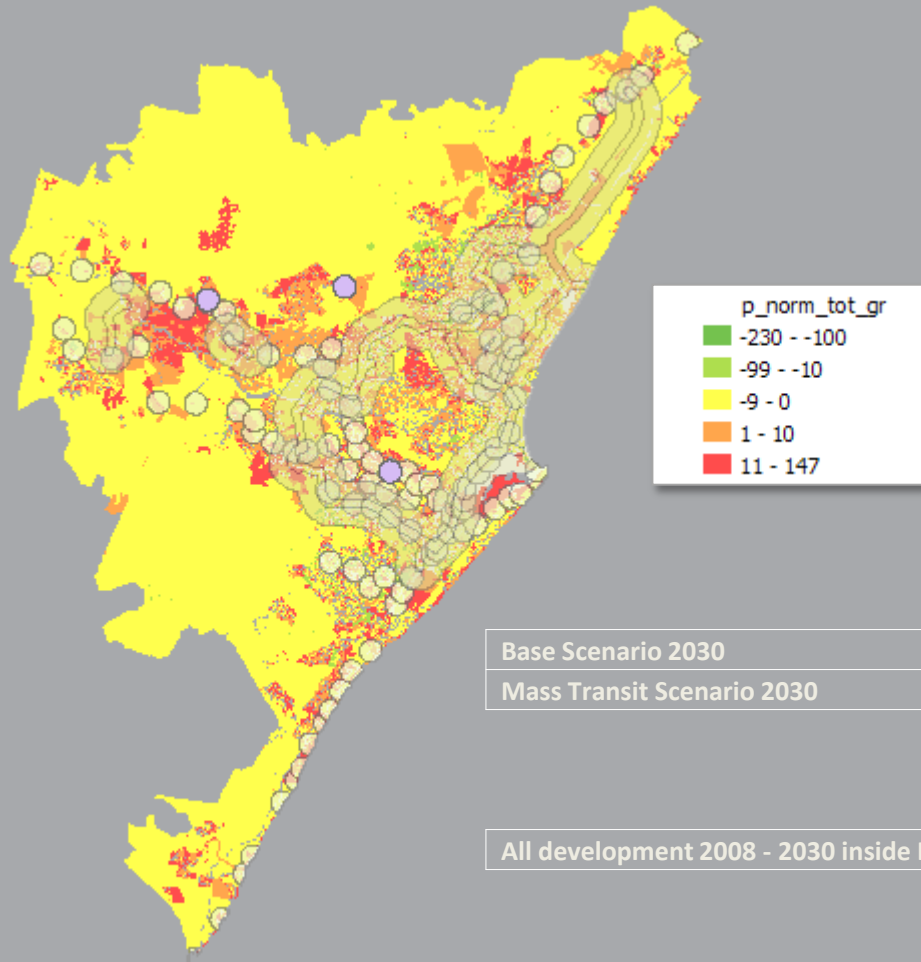 p_norm_tot_gr
-230 - -100
-99 - -10
-9 - 0
1 - 10
11 - 147
Base Scenario 2030
Mass Transit Scenario 2030
All development 2008 - 2030 inside